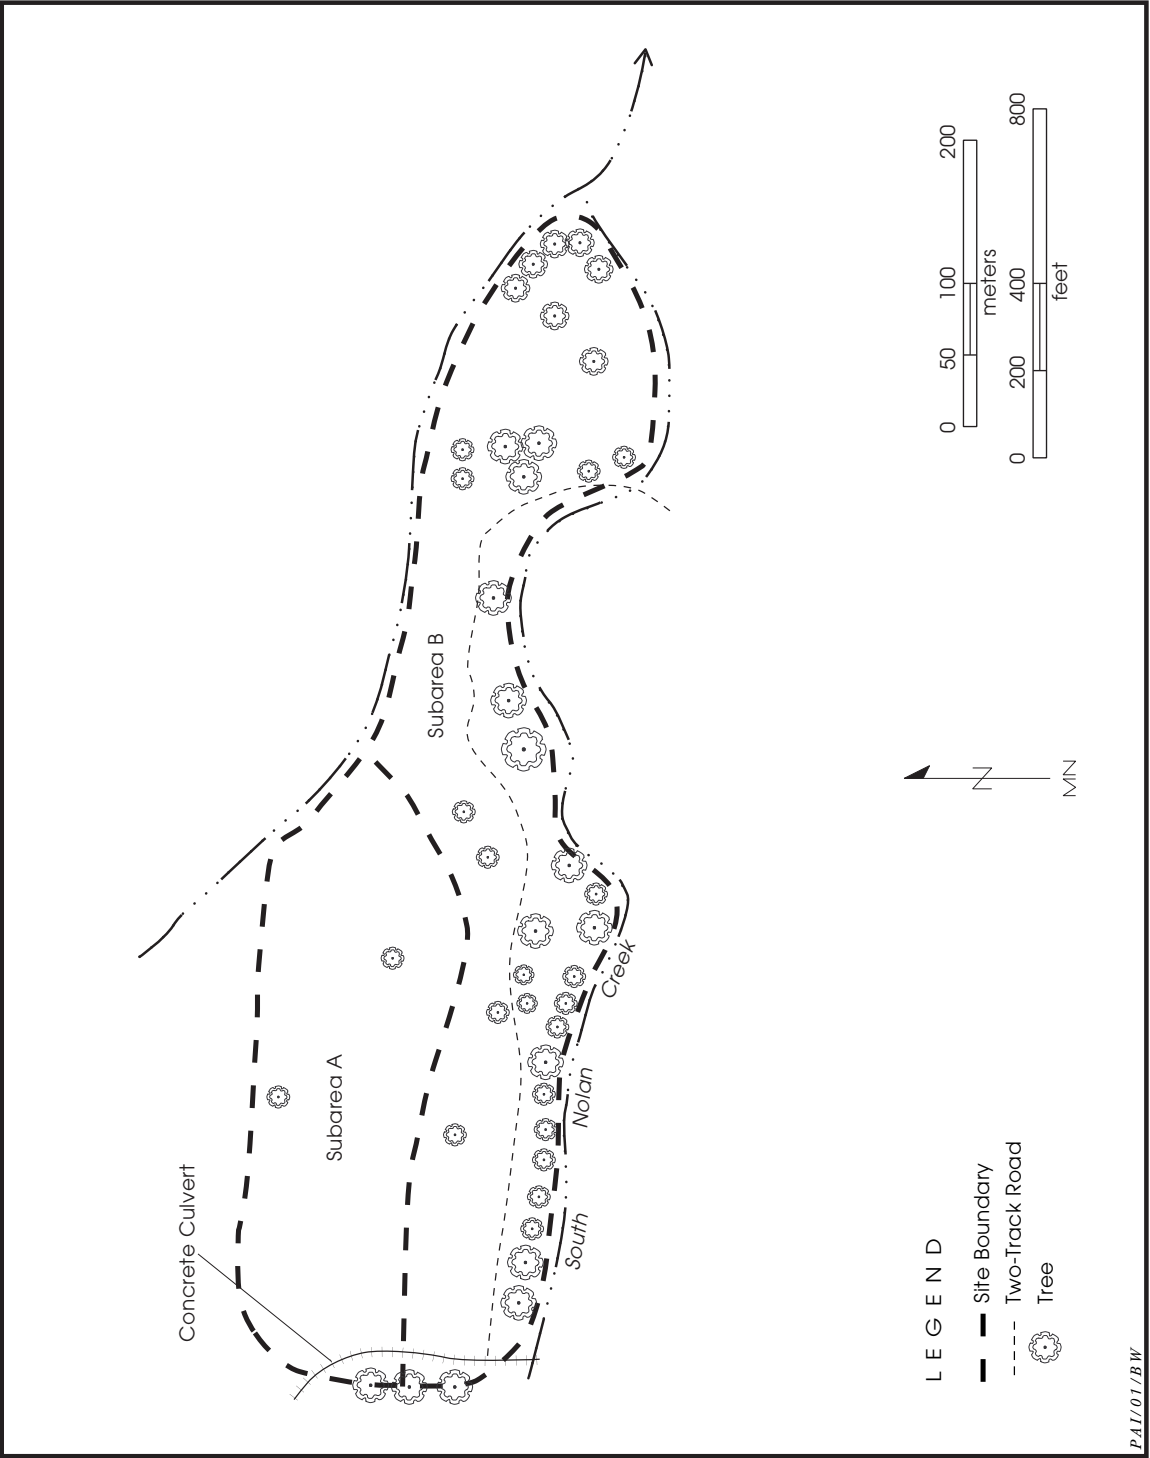 Concrete Culvert
Subarea A
Subarea B
South
Nolan
Creek
LEGEND
Site Boundary
Two-Track Road
Tree
N
MN
0 50 100 200
meters
0 200 400 800
feet
PAI/01/BW